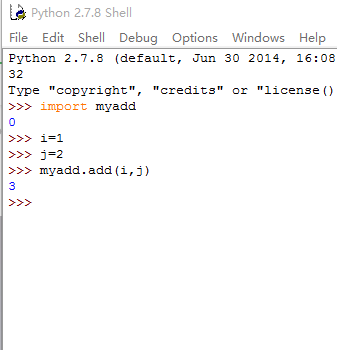 Python 2.7.8 Shell
File Edit Shell Debug Options Windows Help
Python 2.7.8 (default, Jun 30 2014, 16:08
32
Type "copyright", "credits" or "license()
>>> import myadd
0
>>> i=1
>>> j=2
>>> myadd.add(i,j)
3
>>>